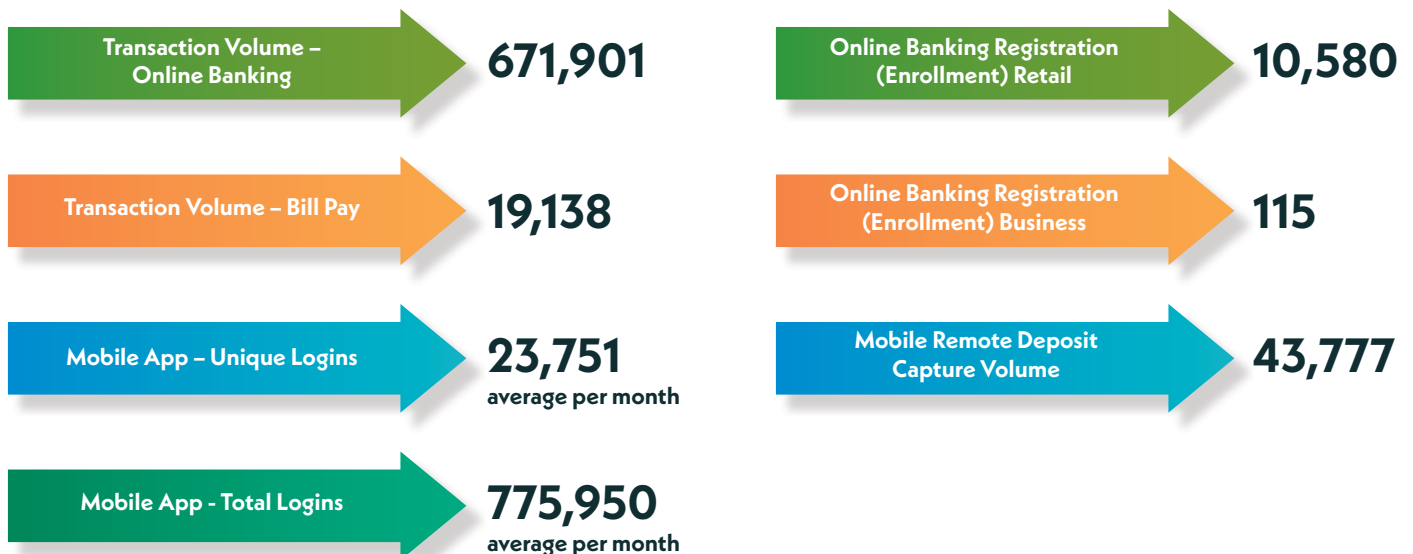 Transaction Volume –
Online Banking
671,901
Transaction Volume – Bill Pay
19,138
Mobile App – Unique Logins
23,751
average per month
Mobile App - Total Logins
775,950
average per month
Online Banking Registration
(Enrollment) Retail
10,580
Online Banking Registration
(Enrollment) Business
115
Mobile Remote Deposit
Capture Volume
43,777